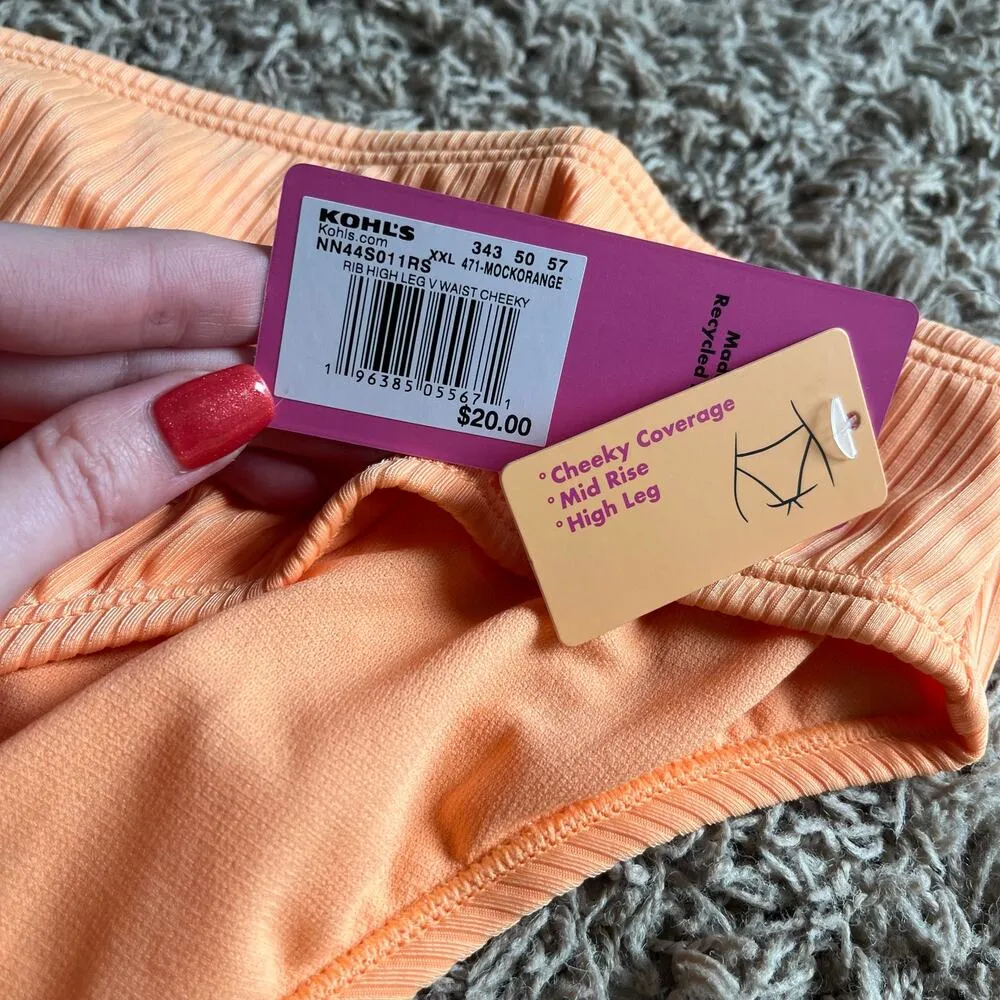 KOHL'S
Kohls.com
343 50 57
NN44S011RS XXL 471-MOCKORANGE
RIB HIGH LEG V WAIST CHEEKY
1 96385 05567 1
$20.00
Recycled
° Cheeky Coverage
° Mid Rise
° High Leg